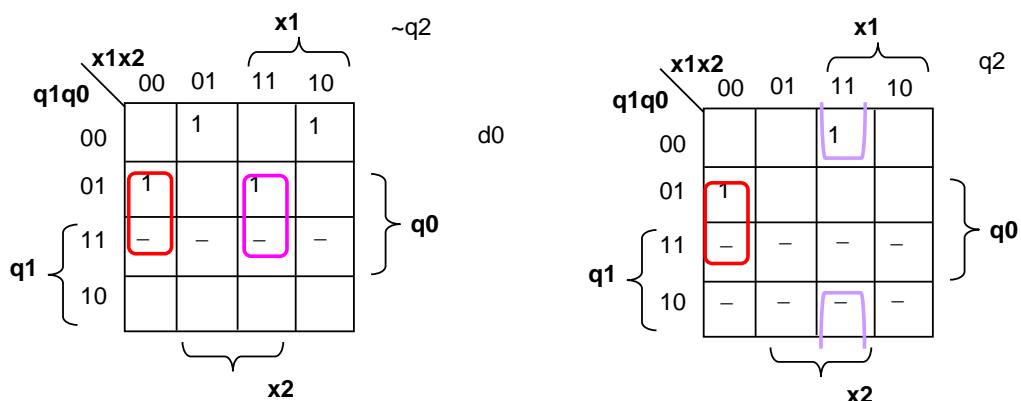 x1
~q2
x1x2
00 01 11 10
q1q0
00 1 1
d0
01 1 1
q0
11 – – – –
q1
10
x2
x1
q2
x1x2
00 01 11 10
q1q0
00 1
01 1
q0
11 – – – –
q1
10 – – – –
x2